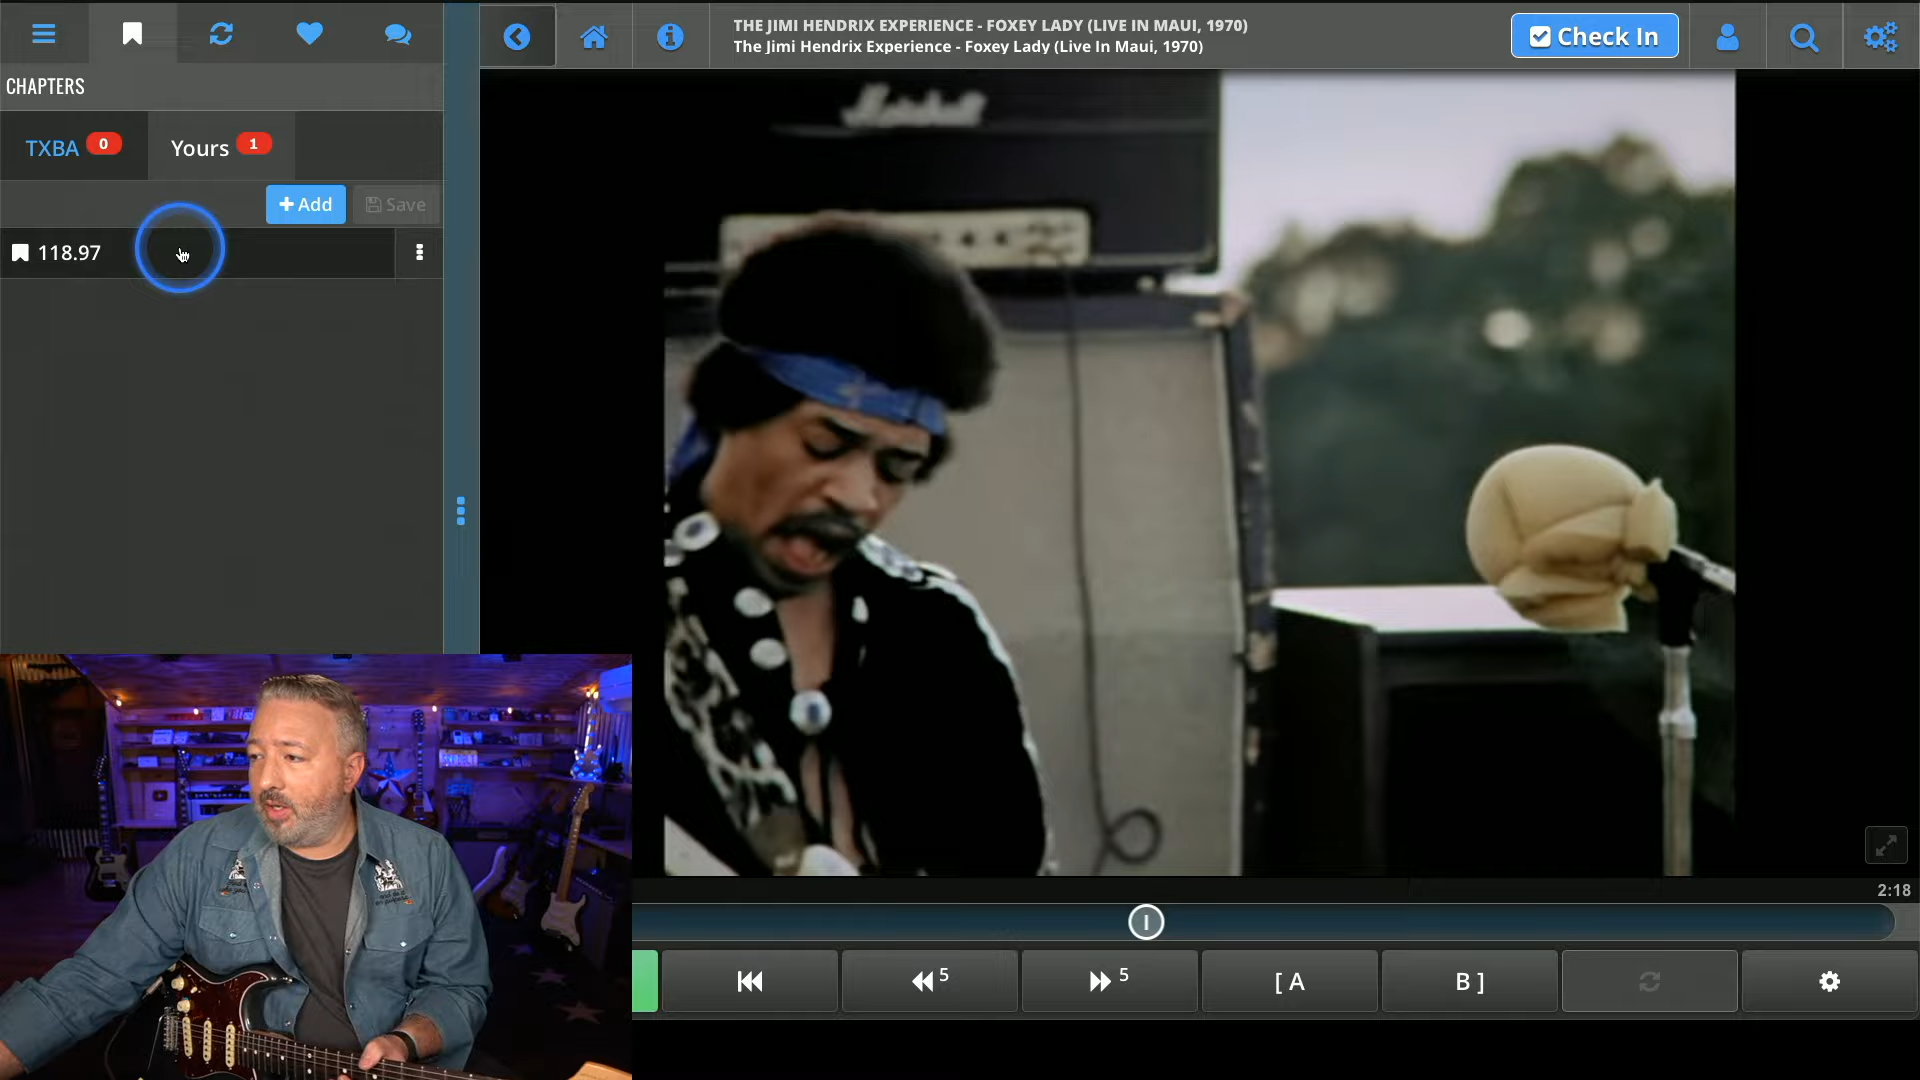 THE JIMI HENDRIX EXPERIENCE - FOXEY LADY (LIVE IN MAUI, 1970)
The Jimi Hendrix Experience - Foxey Lady (Live In Maui, 1970)
Check In
CHAPTERS
TXBA 0
Yours 1
+ Add
Save
118.97
Marshall
2:18
5
5
[ A
B ]